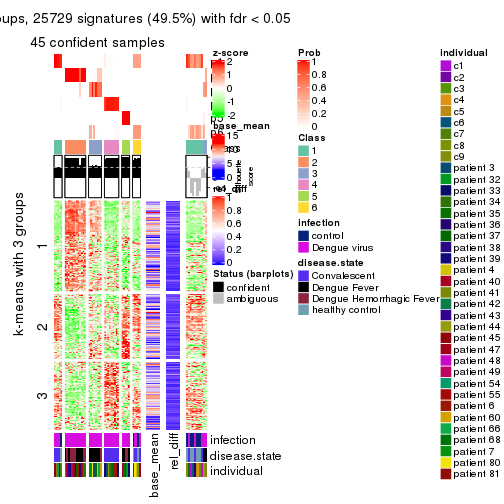 oups, 25729 signatures (49.5%) with fdr < 0.05
45 confident samples
k-means with 3 groups
1
2
3
base_mean
rel_diff
infection
disease.state
individual
z-score
2
1
0
-1
-2
base_mean
15
10
5
0
silhouette
score
rel_diff
1
0.8
0.6
0.4
0.2
0
Status (barplots)
confident
ambiguous
Prob
1
0.8
0.6
0.4
0.2
0
Class
1
2
3
4
5
6
infection
control
Dengue virus
disease.state
Convalescent
Dengue Fever
Dengue Hemorrhagic Fever
healthy control
individual
c1
c2
c3
c4
c5
c6
c7
c8
c9
patient 3
patient 32
patient 33
patient 34
patient 35
patient 36
patient 37
patient 38
patient 39
patient 4
patient 40
patient 41
patient 42
patient 43
patient 44
patient 45
patient 47
patient 48
patient 49
patient 54
patient 55
patient 6
patient 60
patient 66
patient 68
patient 7
patient 80
patient 81